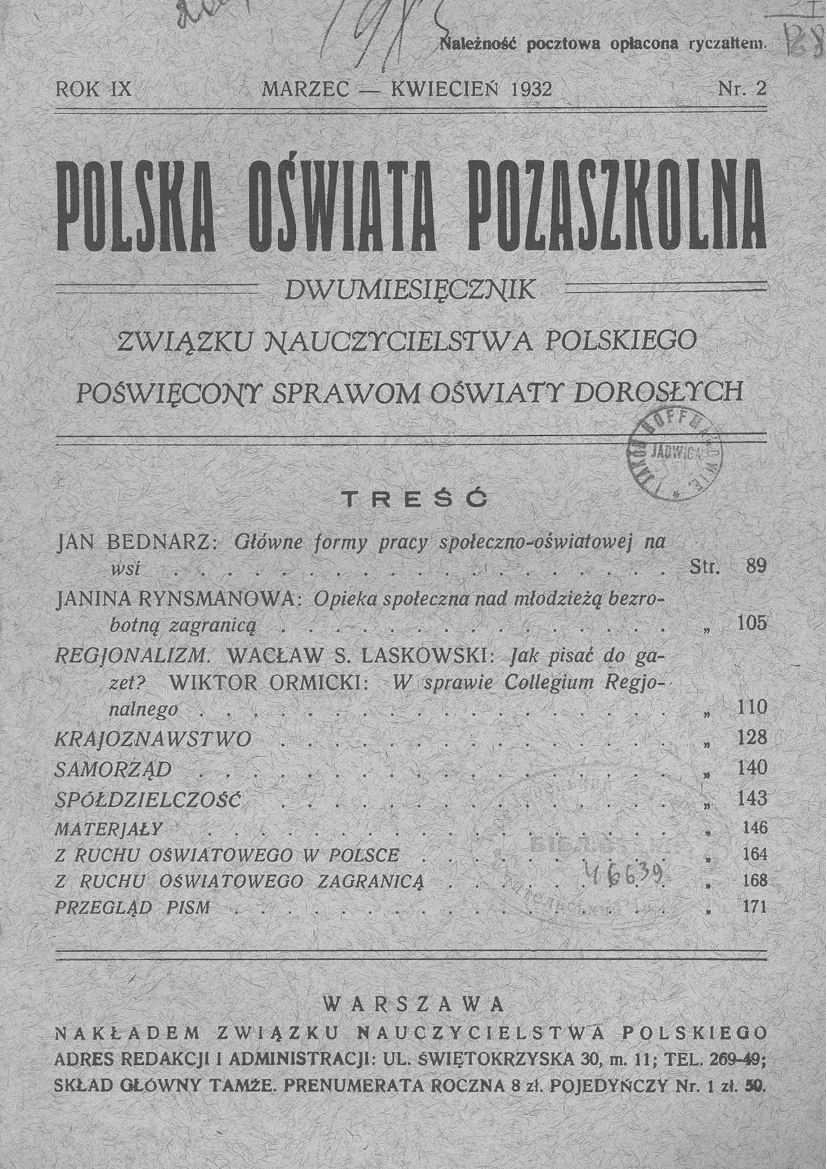 Należność pocztowa opłacona ryczałtem.
ROK IX MARZEC — KWIECIEŃ 1932 Nr. 2
POLSKA OŚWIATA POZASZKOLNA
DWUMIESIĘCZNIK
ZWIĄZKU NAUCZYCIELSTWA POLSKIEGO
POŚWIĘCONY SPRAWOM OŚWIATY DOROSŁYCH
JADWIGA
TREŚĆ
JAN BEDNARZ: Główne formy pracy społeczno-oświatowej na
wsi . . . . . . . . . . . . . . . . . . . Str. 89
JANINA RYNSMANOWA: Opieka społeczna nad młodzieżą bezro-
botną zagranicą . . . . . . . . . . . . . . . „ 105
REGJONALIZM. WACŁAW S. LASKOWSKI: Jak pisać do ga-
zet? WIKTOR ORMICKI: W sprawie Collegium Regjo-
nalnego . . . . . . . . . . . . . . . . . . „ 110
KRAJOZNAWSTWO . . . . . . . . . . . . . . . „ 128
SAMORZĄD . . . . . . . . . . . . . . . . . . „ 140
SPÓŁDZIELCZOŚĆ . . . . . . . . . . . . . . . „ 143
MATERJAŁY . . . . . . . . . . . . . . . . . . „ 146
Z RUCHU OŚWIATOWEGO W POLSCE . . . . . . . . . . „ 164
Z RUCHU OŚWIATOWEGO ZAGRANICĄ . . . . . . . . . „ 168
46639
PRZEGLĄD PISM . . . . . . . . . . . . . . . . . „ 171
WARSZAWA
NAKŁADEM ZWIĄZKU NAUCZYCIELSTWA POLSKIEGO
ADRES REDAKCJI I ADMINISTRACJI: UL. ŚWIĘTOKRZYSKA 30, m. 11; TEL. 269-49;
SKŁAD GŁÓWNY TAMŻE. PRENUMERATA ROCZNA 8 zł. POJEDYŃCZY Nr. 1 zł. 50.